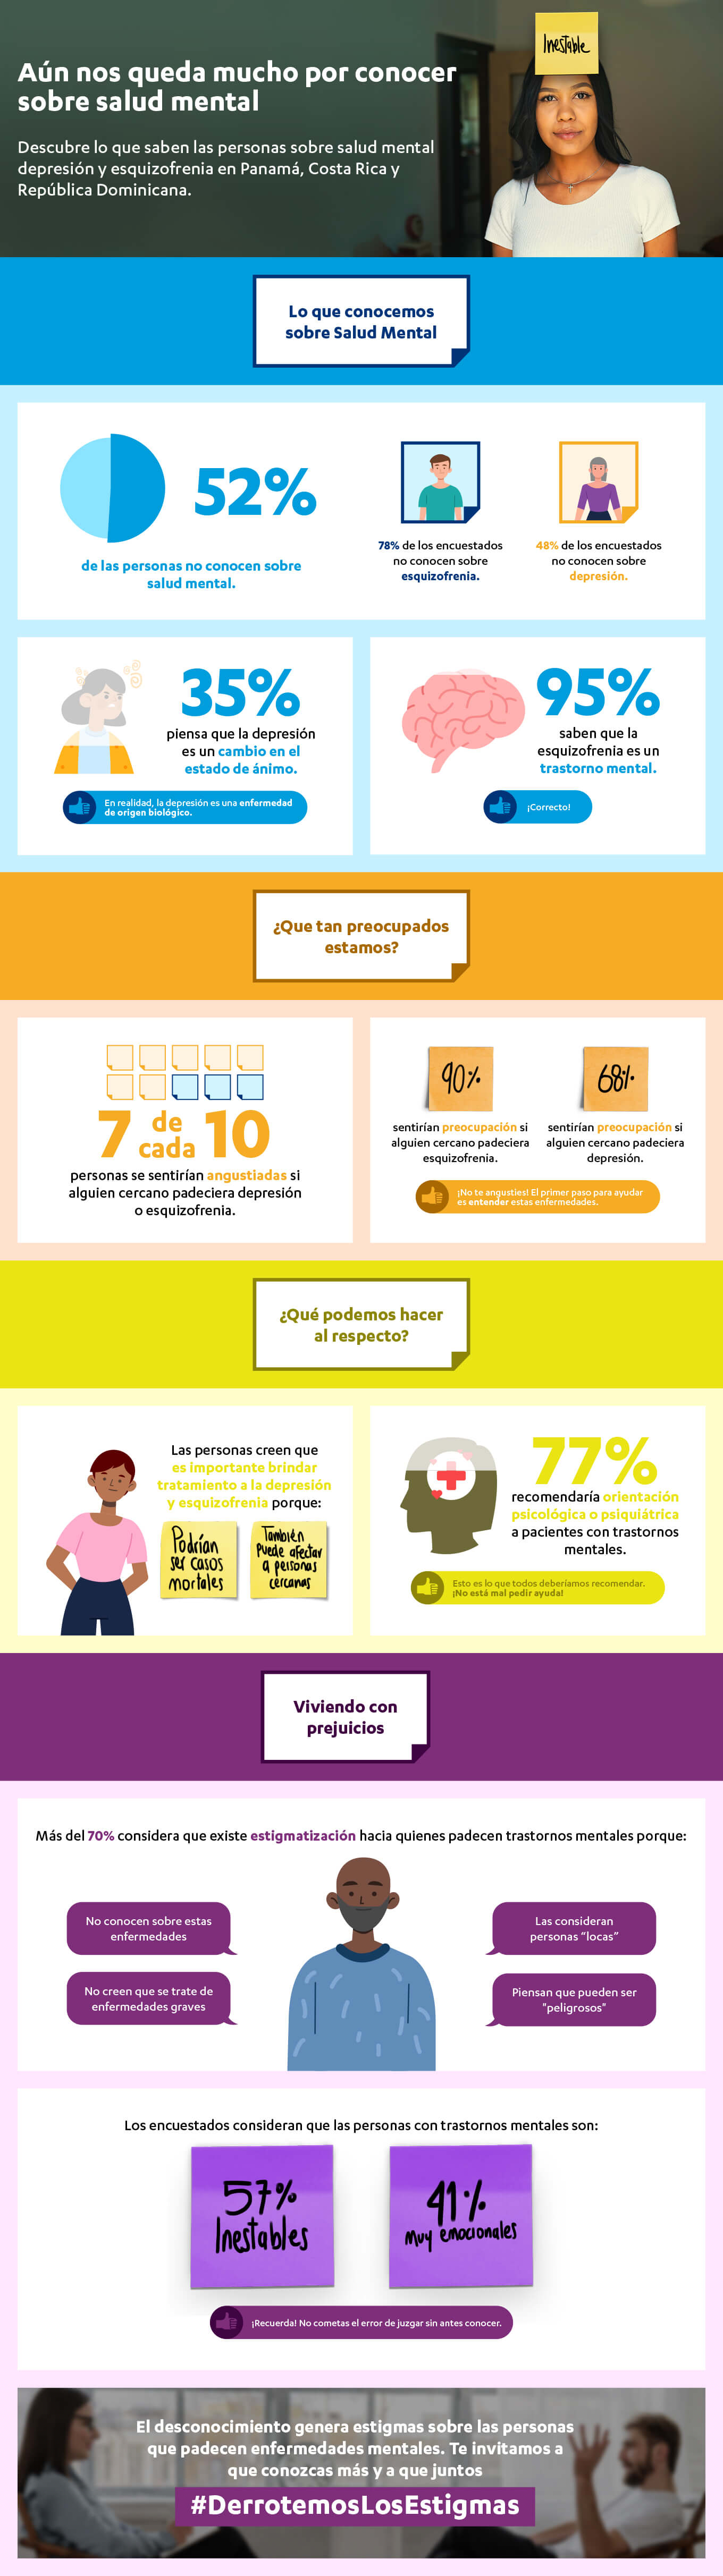 Inestable
Aún nos queda mucho por conocer
sobre salud mental
Descubre lo que saben las personas sobre salud mental
depresión y esquizofrenia en Panamá, Costa Rica y
República Dominicana.
Lo que conocemos
sobre Salud Mental
52%
de las personas no conocen sobre
salud mental.
78% de los encuestados
no conocen sobre
esquizofrenia.
48% de los encuestados
no conocen sobre
depresión.
35%
piensa que la depresión
es un cambio en el
estado de ánimo.
En realidad, la depresión es una enfermedad
de origen biológico.
95%
saben que la
esquizofrenia es un
trastorno mental.
¡Correcto!
¿Que tan preocupados
estamos?
7 de cada 10
personas se sentirían angustiadas si
alguien cercano padeciera depresión
o esquizofrenia.
90%
sentirían preocupación si
alguien cercano padeciera
esquizofrenia.
68%
sentirían preocupación si
alguien cercano padeciera
depresión.
¡No te angusties! El primer paso para ayudar
es entender estas enfermedades.
¿Qué podemos hacer
al respecto?
Las personas creen que
es importante brindar
tratamiento a la depresión
y esquizofrenia porque:
Podrían
ser casos
mortales
También
puede afectar
a personas
cercanas
77%
recomendaría orientación
psicológica o psiquiátrica
a pacientes con trastornos
mentales.
Esto es lo que todos deberíamos recomendar.
¡No está mal pedir ayuda!
Viviendo con
prejuicios
Más del 70% considera que existe estigmatización hacia quienes padecen trastornos mentales porque:
No conocen sobre estas
enfermedades
No creen que se trate de
enfermedades graves
Las consideran
personas “locas”
Piensan que pueden ser
"peligrosos"
Los encuestados consideran que las personas con trastornos mentales son:
57%
Inestables
41%
muy emocionales
¡Recuerda! No cometas el error de juzgar sin antes conocer.
El desconocimiento genera estigmas sobre las personas
que padecen enfermedades mentales. Te invitamos a
que conozcas más y a que juntos
#DerrotemosLosEstigmas